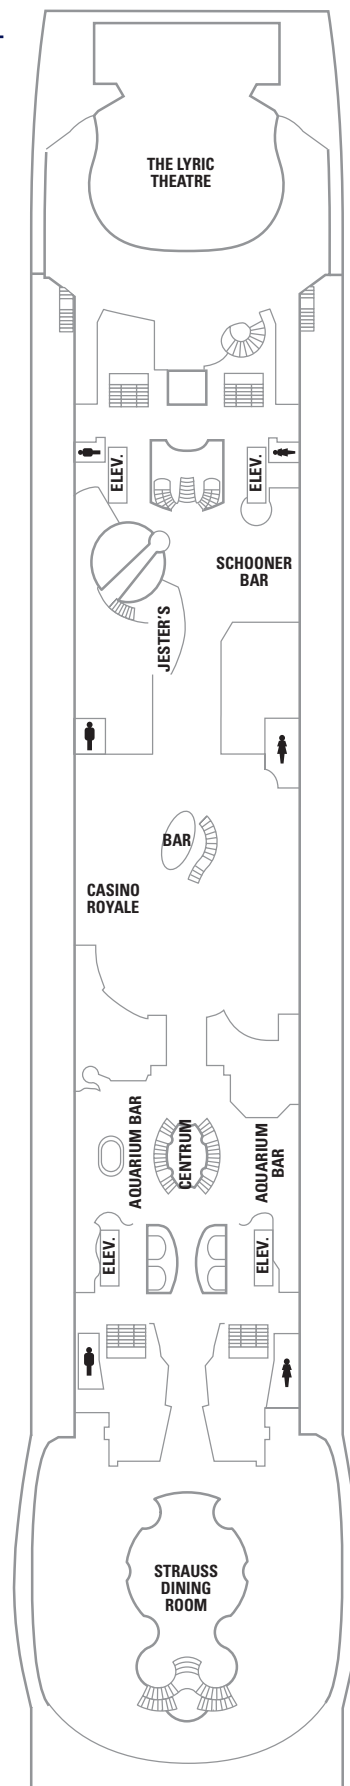 THE LYRIC
THEATRE
ELEV.
ELEV.
SCHOONER
BAR
JESTER'S
BAR
CASINO
ROYALE
AQUARIUM BAR
CENTRUM
AQUARIUM
BAR
ELEV.
ELEV.
STRAUSS
DINING
ROOM